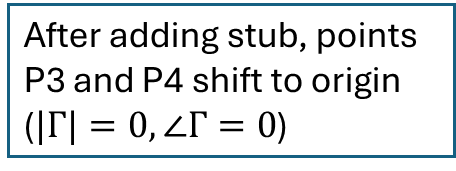 After adding stub, points
P3 and P4 shift to origin
(|Γ| = 0, ∠Γ = 0)